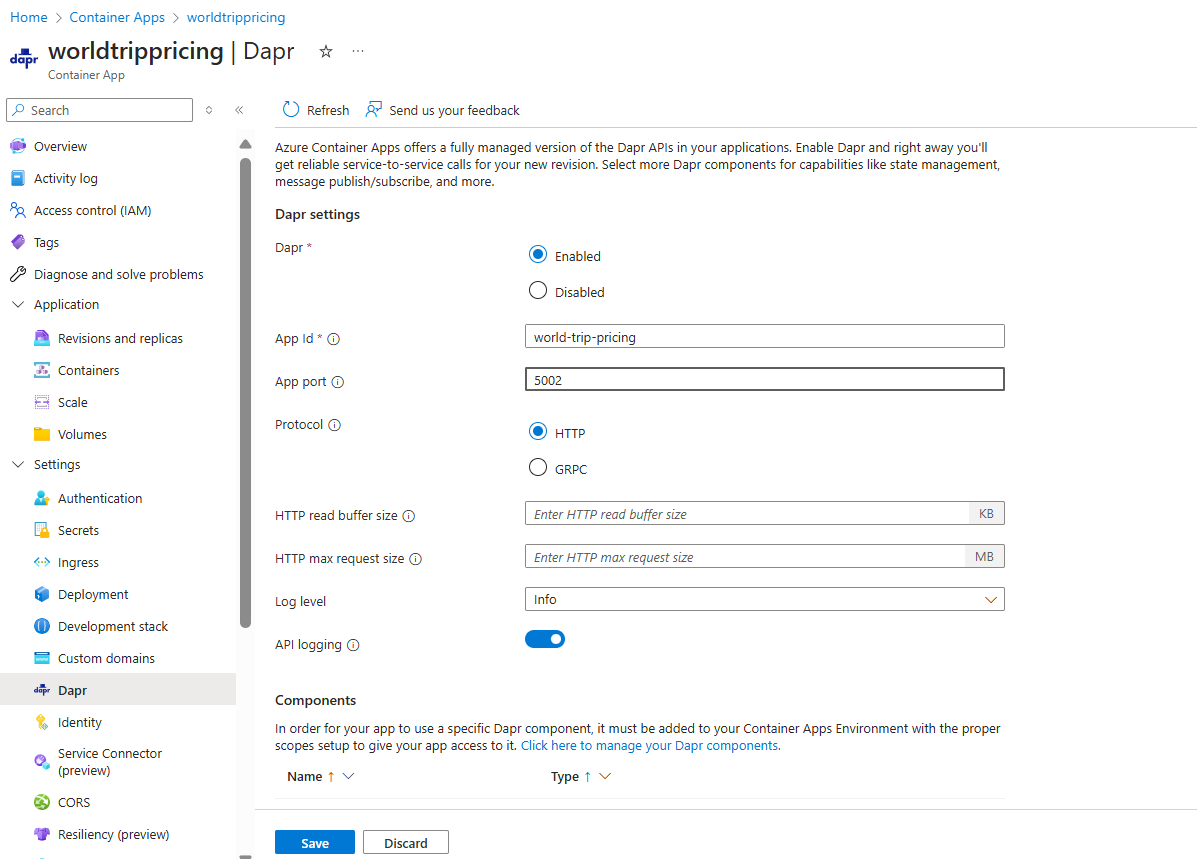 Home > Container Apps > worldtrippricing
dapr
worldtrippricing | Dapr
Container App
Search
Refresh
Send us your feedback
Overview
Activity log
Access control (IAM)
Tags
Diagnose and solve problems
Application
Revisions and replicas
Containers
Scale
Volumes
Settings
Authentication
Secrets
Ingress
Deployment
Development stack
Custom domains
dapr
Dapr
Identity
Service Connector
(preview)
CORS
Resiliency (preview)
Azure Container Apps offers a fully managed version of the Dapr APIs in your applications. Enable Dapr and right away you'll
get reliable service-to-service calls for your new revision. Select more Dapr components for capabilities like state management,
message publish/subscribe, and more.
Dapr settings
Dapr *
Enabled
Disabled
App Id *
world-trip-pricing
App port
5002
Protocol
HTTP
GRPC
HTTP read buffer size
Enter HTTP read buffer size
KB
HTTP max request size
Enter HTTP max request size
MB
Log level
Info
API logging
Components
In order for your app to use a specific Dapr component, it must be added to your Container Apps Environment with the proper
scopes setup to give your app access to it. Click here to manage your Dapr components.
Name ↑
Type ↑
Save
Discard